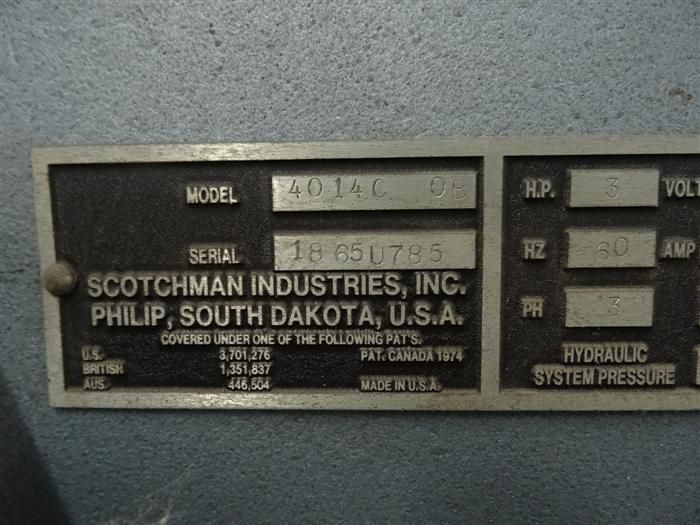 MODEL 4014C 0B
SERIAL 1865U785
SCOTCHMAN INDUSTRIES, INC.
PHILIP, SOUTH DAKOTA, U.S.A.
COVERED UNDER ONE OF THE FOLLOWING PAT'S.
U.S. 3,701,276 PAT. CANADA 1974
BRITISH 1,351,837
AUS. 446,504 MADE IN U.S.A.
H.P. 3 VOLT
HZ 60 AMP
PH 3
HYDRAULIC
SYSTEM PRESSURE